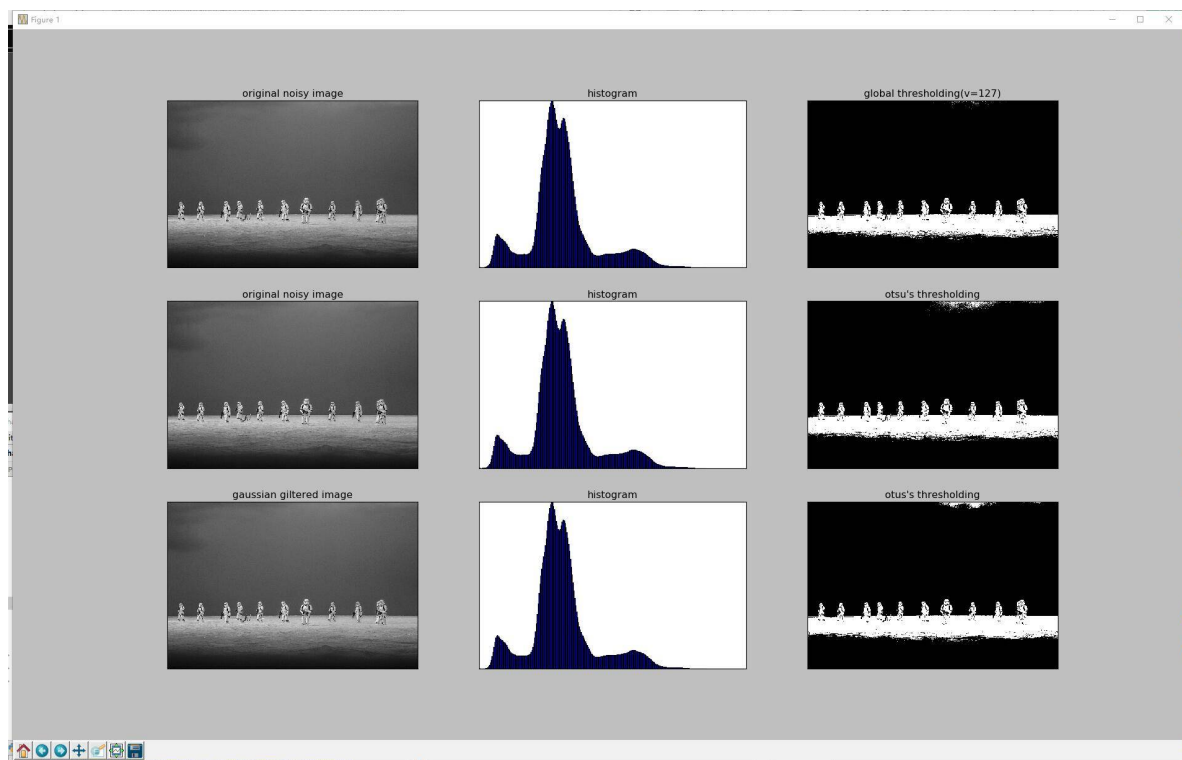 Figure 1
original noisy image
histogram
global thresholding(v=127)
original noisy image
histogram
otsu's thresholding
gaussian giltered image
histogram
otus's thresholding